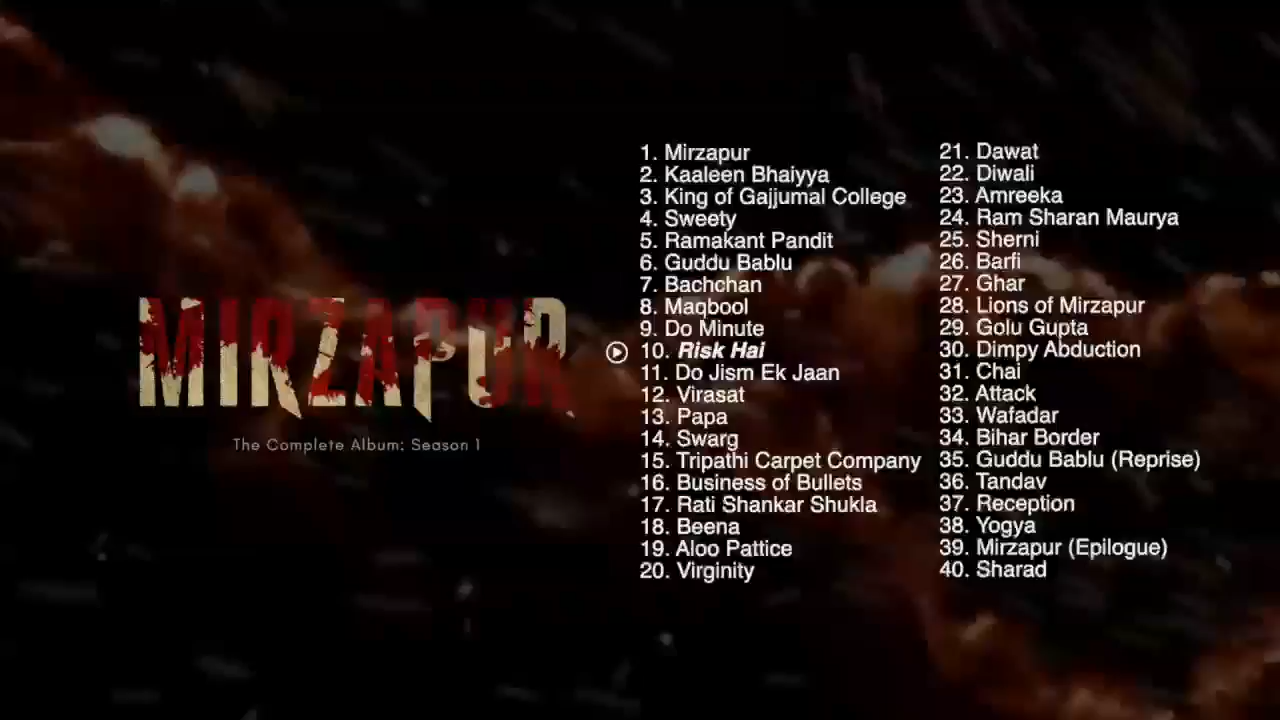 MIRZAPUR
The Complete Album: Season 1
1. Mirzapur
2. Kaaleen Bhaiyya
3. King of Gajjumal College
4. Sweety
5. Ramakant Pandit
6. Guddu Bablu
7. Bachchan
8. Maqbool
9. Do Minute
10. Risk Hai
11. Do Jism Ek Jaan
12. Virasat
13. Papa
14. Swarg
15. Tripathi Carpet Company
16. Business of Bullets
17. Rati Shankar Shukla
18. Beena
19. Aloo Pattice
20. Virginity
21. Dawat
22. Diwali
23. Amreeka
24. Ram Sharan Maurya
25. Sherni
26. Barfi
27. Ghar
28. Lions of Mirzapur
29. Golu Gupta
30. Dimpy Abduction
31. Chai
32. Attack
33. Wafadar
34. Bihar Border
35. Guddu Bablu (Reprise)
36. Tandav
37. Reception
38. Yogya
39. Mirzapur (Epilogue)
40. Sharad